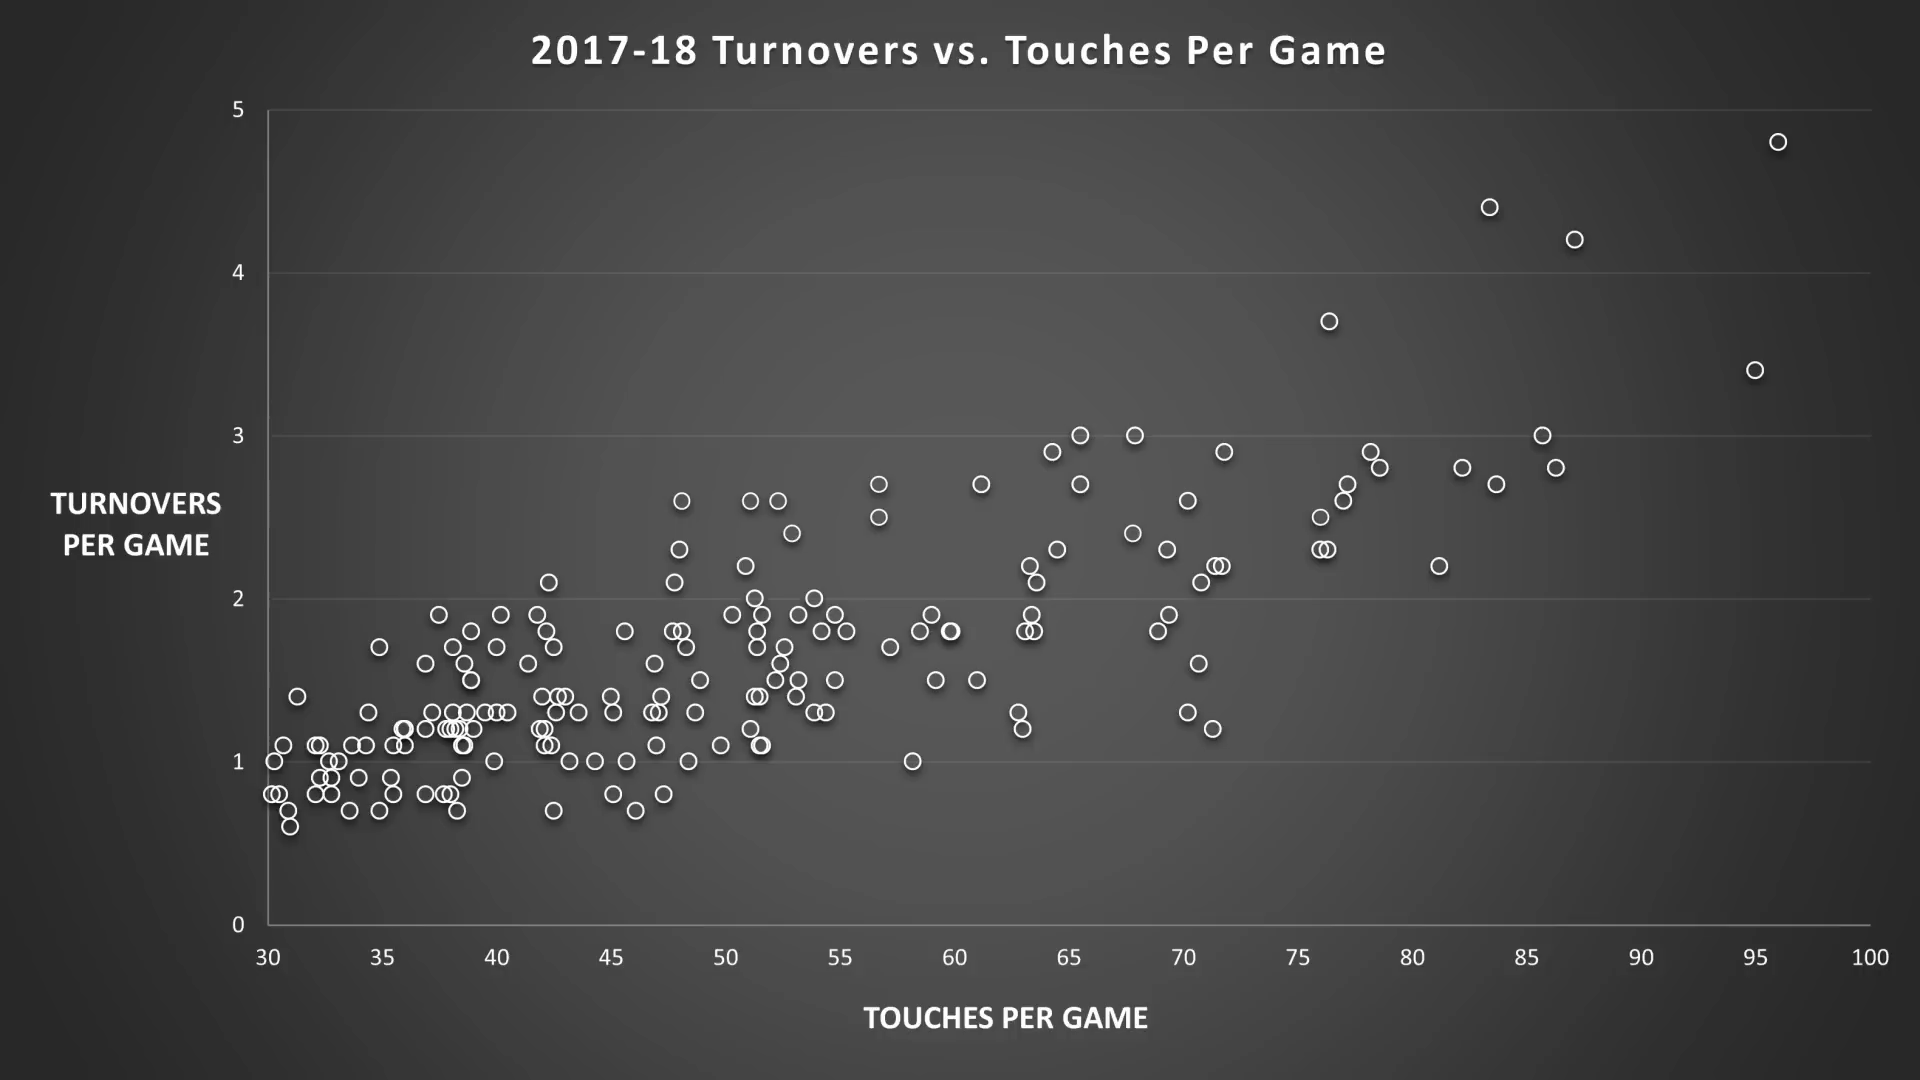 2017-18 Turnovers vs. Touches Per Game
5
4
3
2
1
0
TURNOVERS
PER GAME
30 35 40 45 50 55 60 65 70 75 80 85 90 95 100
TOUCHES PER GAME